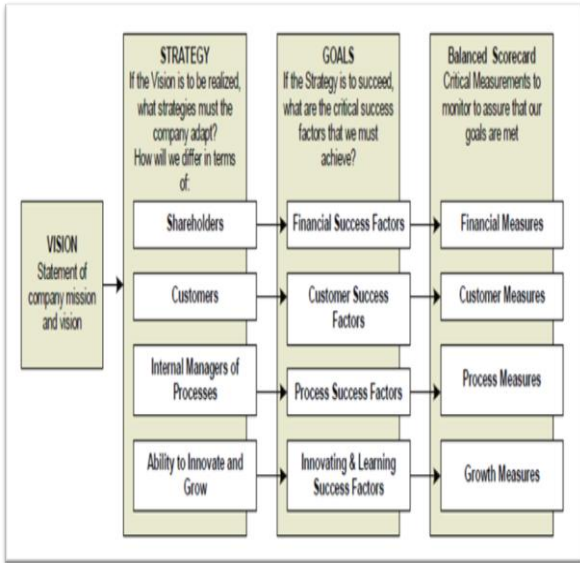 VISION
Statement of
company mission
and vision
STRATEGY
If the Vision is to be realized,
what strategies must the
company adapt?
How will we differ in terms
of:
Shareholders
Customers
Internal Managers of
Processes
Ability to Innovate and
Grow
GOALS
If the Strategy is to succeed,
what are the critical success
factors that we must
achieve?
Financial Success Factors
Customer Success
Factors
Process Success Factors
Innovating & Learning
Success Factors
Balanced Scorecard
Critical Measurements to
monitor to assure that our
goals are met
Financial Measures
Customer Measures
Process Measures
Growth Measures